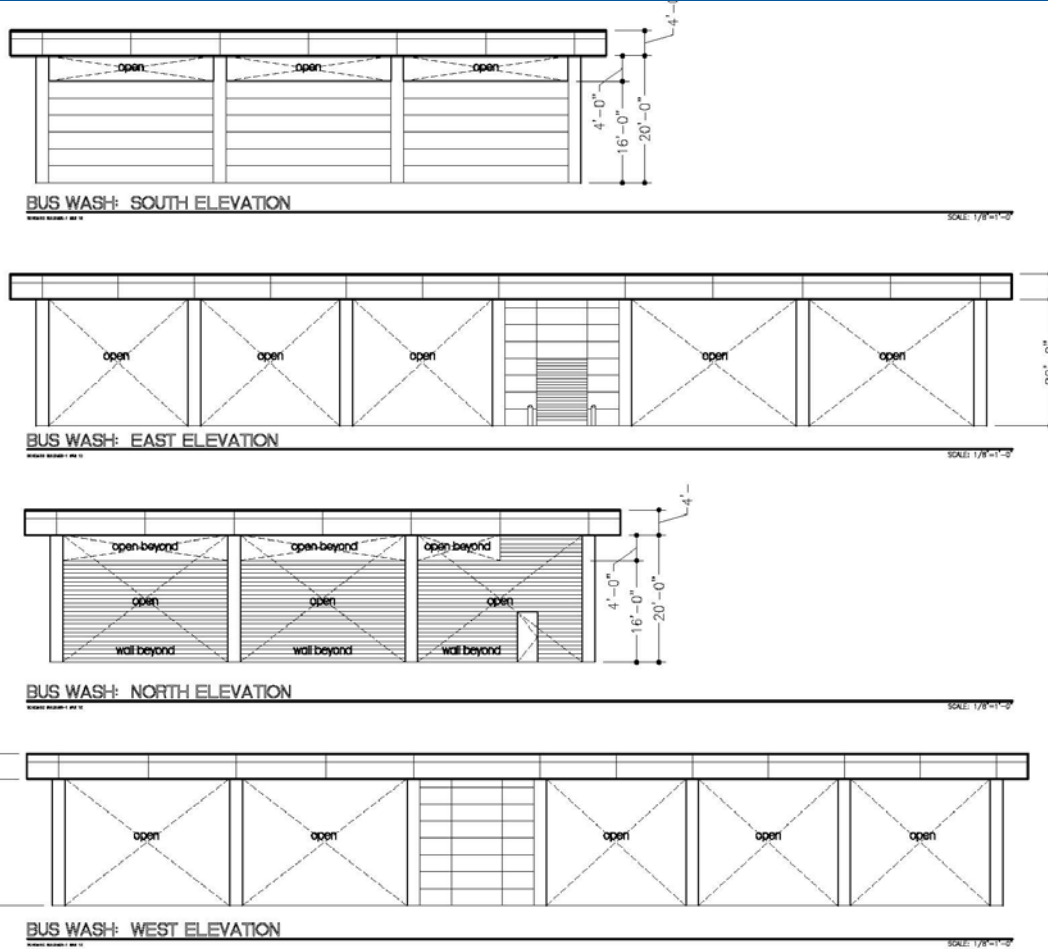 4'-0"
open open open
4'-0"
16'-0"
20'-0"
BUS WASH: SOUTH ELEVATION
SCALE: 1/8"=1'-0"
open open open open open
BUS WASH: EAST ELEVATION
SCALE: 1/8"=1'-0"
4'-
open beyond open beyond open beyond
4'-0"
16'-0"
20'-0"
open open open
wall beyond wall beyond wall beyond
BUS WASH: NORTH ELEVATION
SCALE: 1/8"=1'-0"
open open open open open
BUS WASH: WEST ELEVATION
SCALE: 1/8"=1'-0"